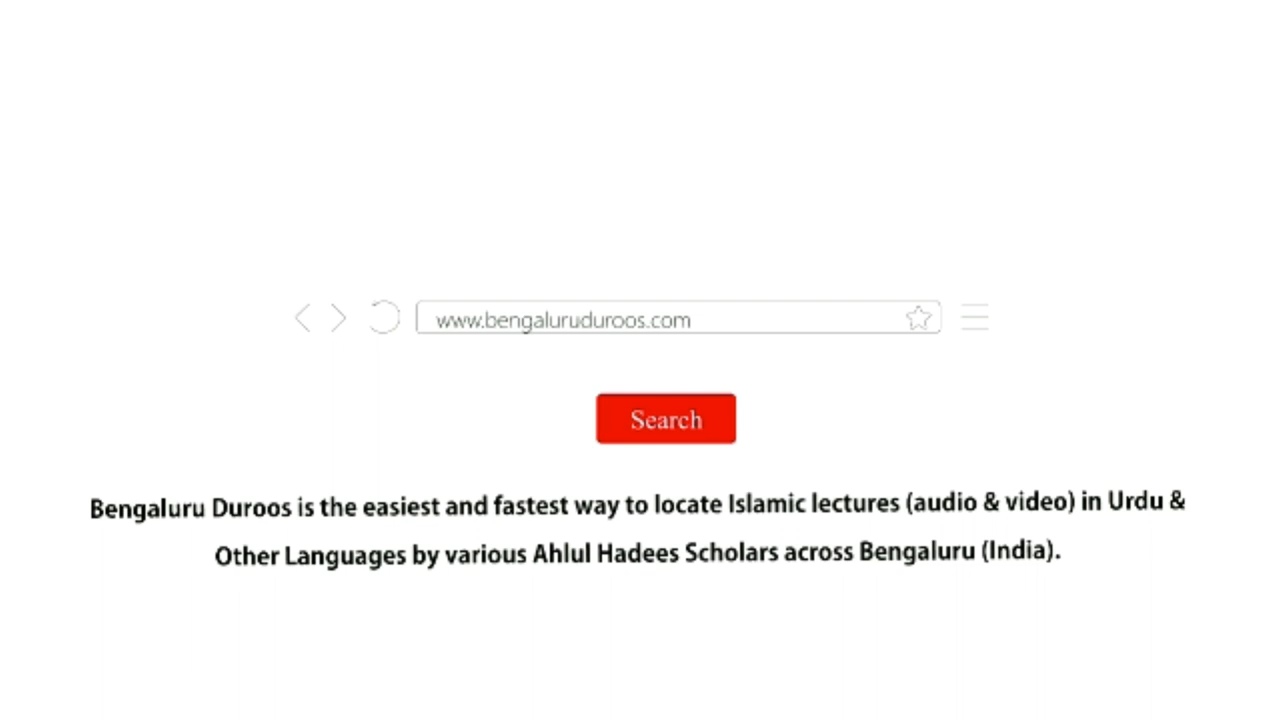 www.bengaluruduroos.com
Search
Bengaluru Duroos is the easiest and fastest way to locate Islamic lectures (audio & video) in Urdu &
Other Languages by various Ahlul Hadees Scholars across Bengaluru (India).